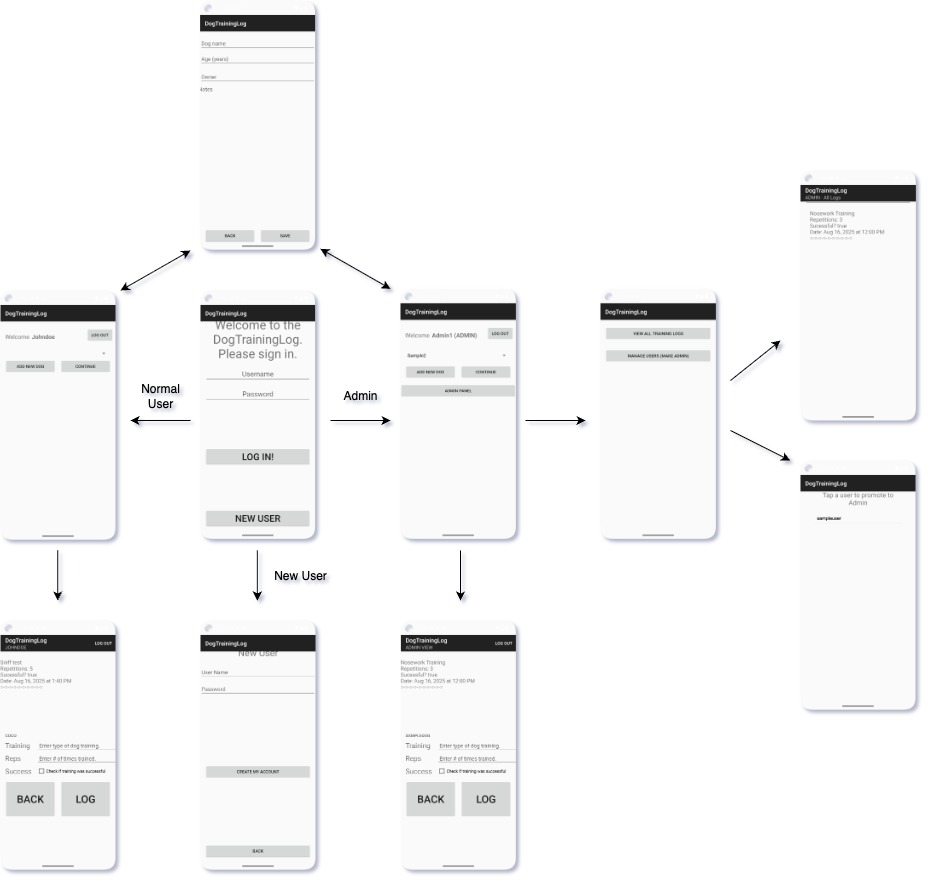 DogTrainingLog
Dog name
Age (years)
Owner
Notes
BACK SAVE
DogTrainingLog
ADMIN - All Logs
Nosework Training
Repetitions: 3
Sucessful? true
Date: Aug 16, 2025 at 12:00 PM
DogTrainingLog
Welcome Johndoe
LOG OUT
ADD NEW DOG CONTINUE
Normal
User
DogTrainingLog
Welcome to the
DogTrainingLog.
Please sign in.
Username
Password
LOG IN!
NEW USER
Admin
DogTrainingLog
Welcome Admin1 (ADMIN)
LOG OUT
Sample2
ADD NEW DOG CONTINUE
ADMIN PANEL
DogTrainingLog
VIEW ALL TRAINING LOGS
MANAGE USERS (MAKE ADMIN)
DogTrainingLog
Tap a user to promote to
Admin
sampleuser
New User
DogTrainingLog
JOHNDOE
LOG OUT
Sniff test
Repetitions: 5
Sucessful? true
Date: Aug 16, 2025 at 1:40 PM
COCO
Training Enter type of dog training.
Reps Enter # of times trained.
Success Check if training was successful
BACK LOG
DogTrainingLog
New User
User Name
Password
CREATE MY ACCOUNT
BACK
DogTrainingLog
ADMIN VIEW
LOG OUT
Nosework Training
Repetitions: 3
Sucessful? true
Date: Aug 16, 2025 at 12:00 PM
SAMPLEDOG
Training Enter type of dog training.
Reps Enter # of times trained.
Success Check if training was successful
BACK LOG